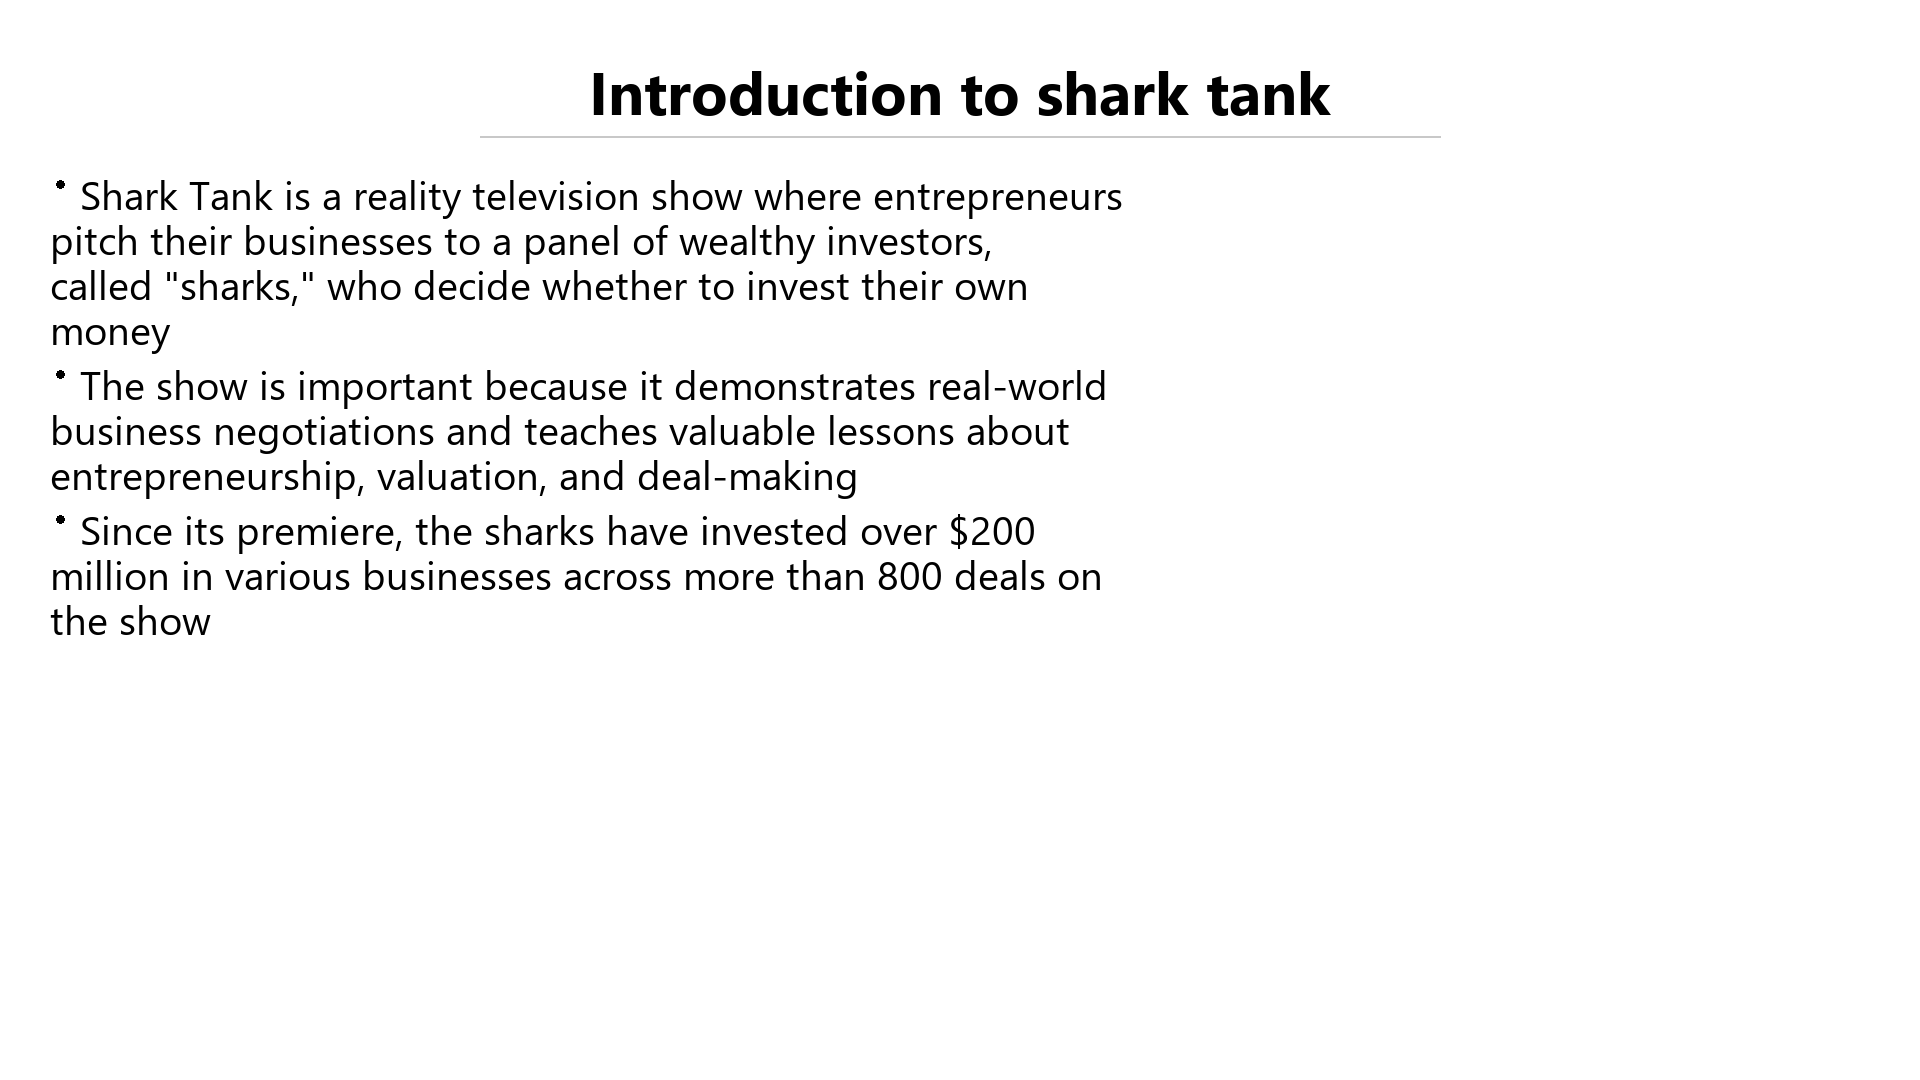 Introduction to shark tank
• Shark Tank is a reality television show where entrepreneurs
pitch their businesses to a panel of wealthy investors,
called "sharks," who decide whether to invest their own
money
• The show is important because it demonstrates real-world
business negotiations and teaches valuable lessons about
entrepreneurship, valuation, and deal-making
• Since its premiere, the sharks have invested over $200
million in various businesses across more than 800 deals on
the show